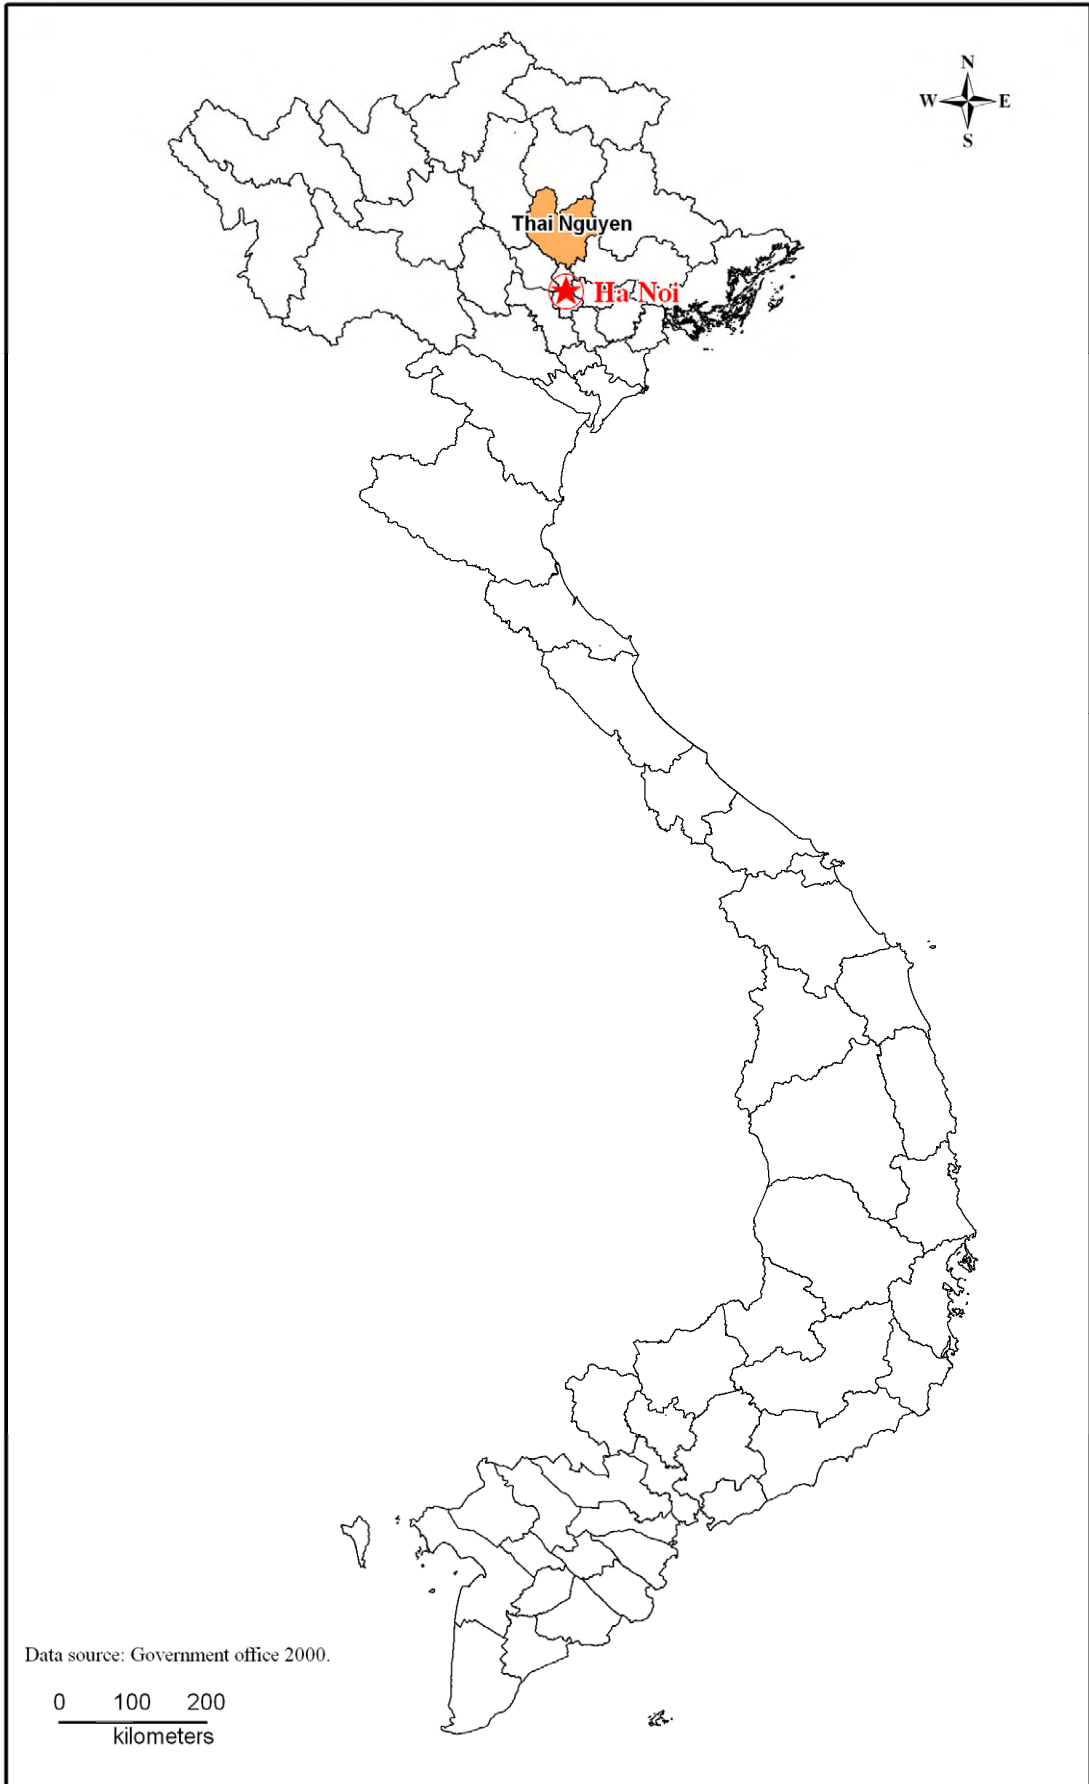 N
W E
S
Thai Nguyen
Ha Noi
Data source: Government office 2000.
0 100 200
kilometers